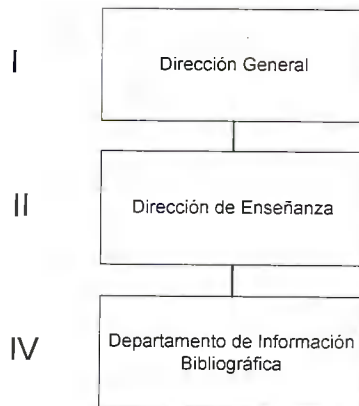 I
Dirección General
II
Dirección de Enseñanza
IV
Departamento de Información
Bibliográfica